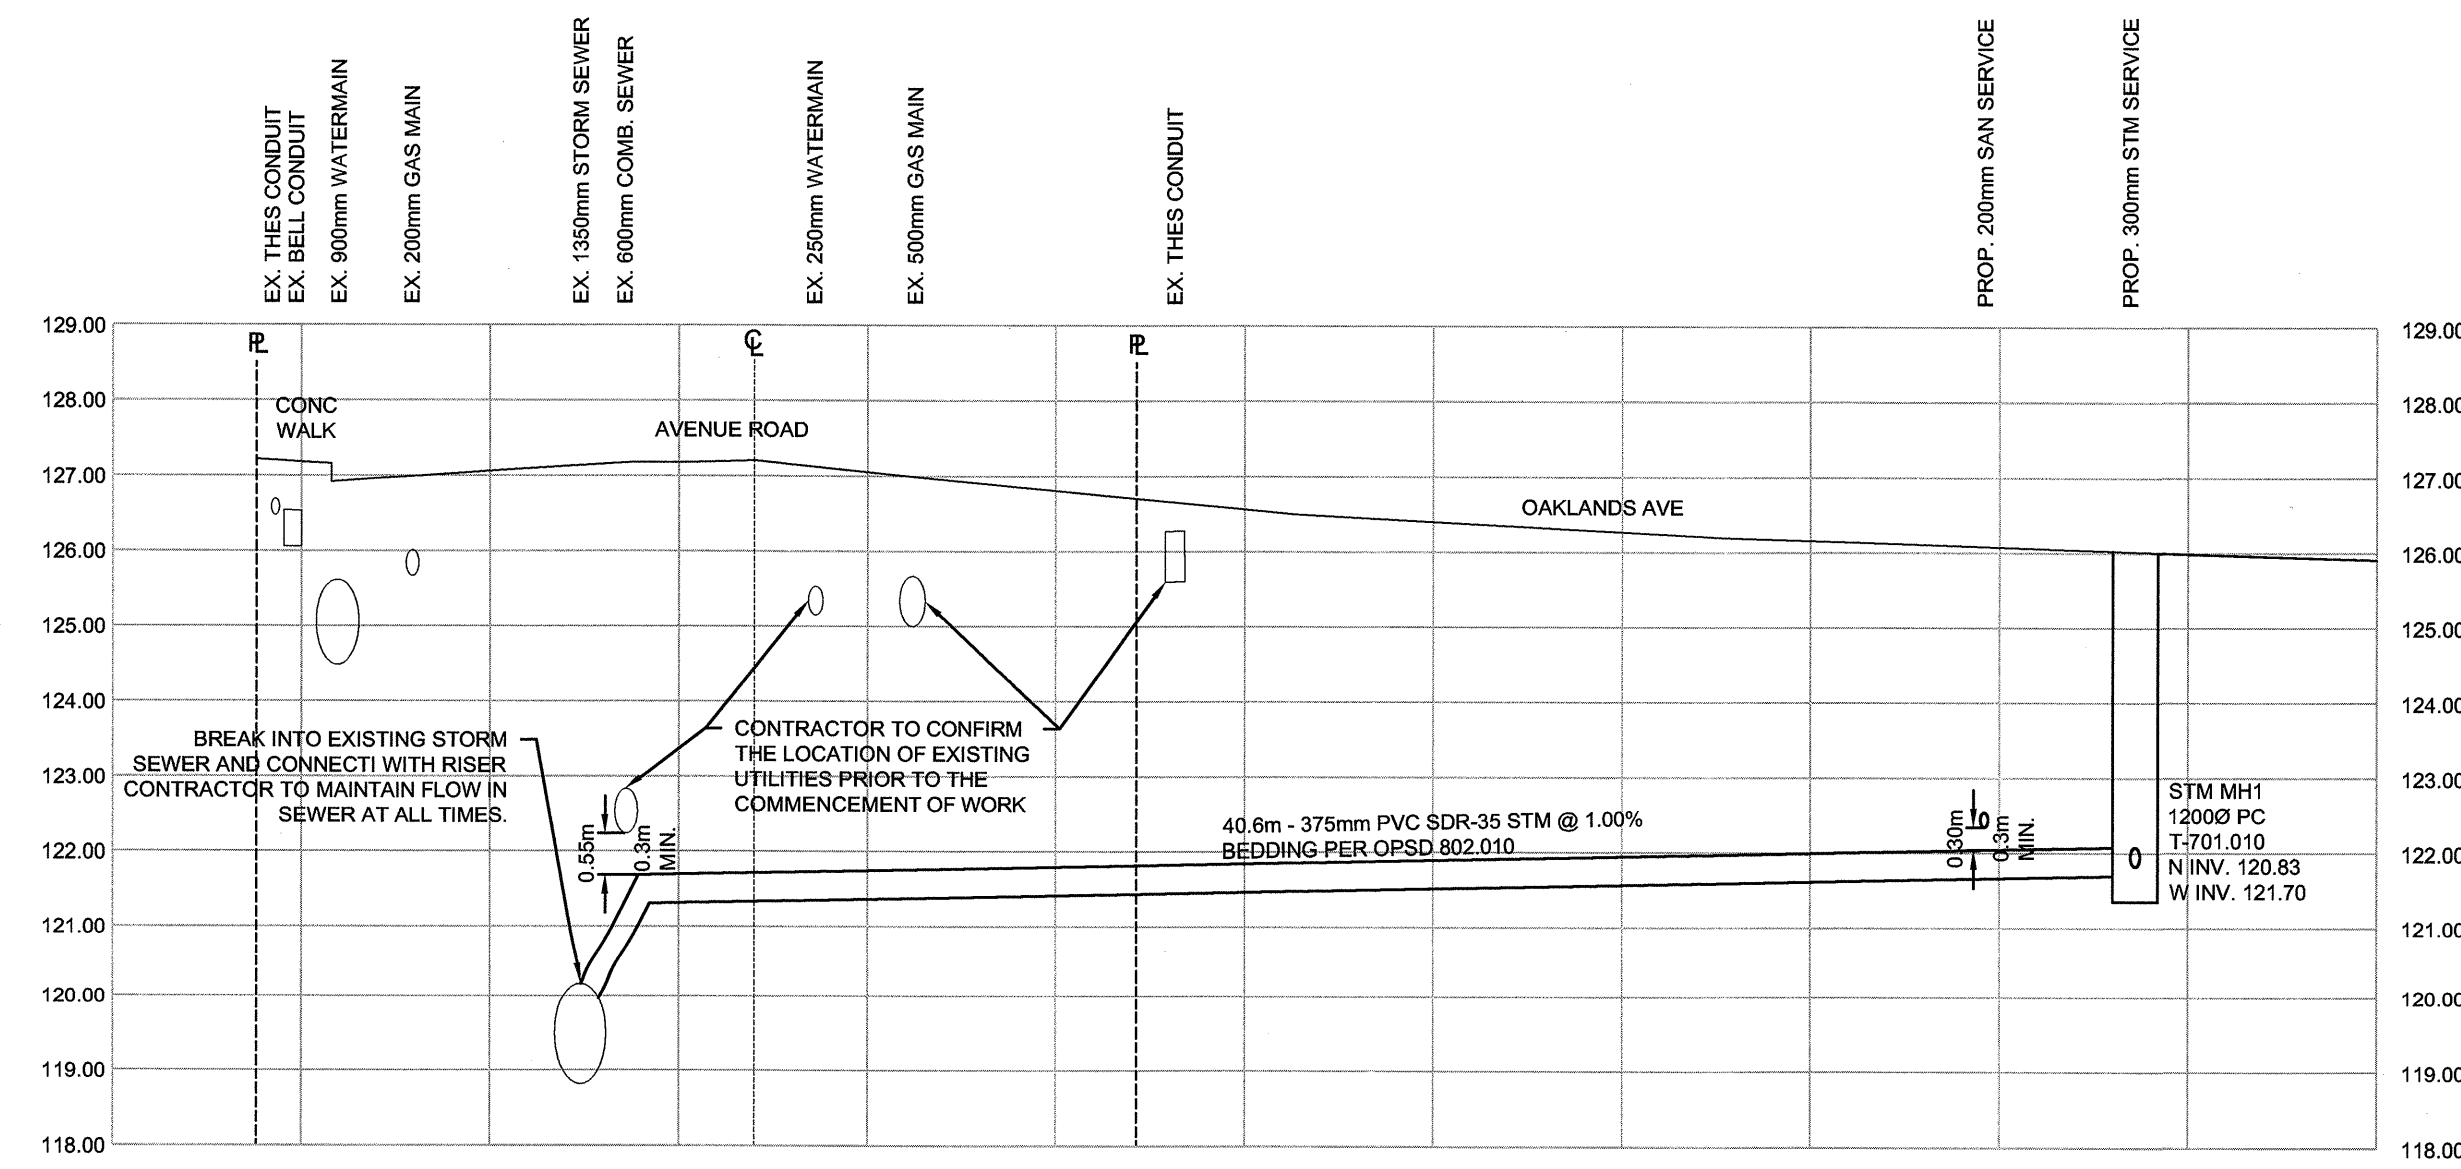 EX. THES CONDUIT
EX. BELL CONDUIT
EX. 900mm WATERMAIN
EX. 200mm GAS MAIN
EX. 1350mm STORM SEWER
EX. 600mm COMB. SEWER
EX. 250mm WATERMAIN
EX. 500mm GAS MAIN
EX. THES CONDUIT
PROP. 200mm SAN SERVICE
PROP. 300mm STM SERVICE
129.00
129.00
PL
CL
PL
128.00
128.00
CONC
WALK
AVENUE ROAD
127.00
127.00
OAKLANDS AVE
126.00
126.00
125.00
125.00
124.00
124.00
BREAK INTO EXISTING STORM
SEWER AND CONNECTI WITH RISER
CONTRACTOR TO MAINTAIN FLOW IN
SEWER AT ALL TIMES.
CONTRACTOR TO CONFIRM
THE LOCATION OF EXISTING
UTILITIES PRIOR TO THE
COMMENCEMENT OF WORK
123.00
123.00
0.55m
0.3m
MIN.
40.6m - 375mm PVC SDR-35 STM @ 1.00%
BEDDING PER OPSD 802.010
0.30m
0.3m
MIN.
STM MH1
1200Ø PC
T-701.010
N INV. 120.83
W INV. 121.70
122.00
122.00
121.00
121.00
120.00
120.00
119.00
119.00
118.00
118.00